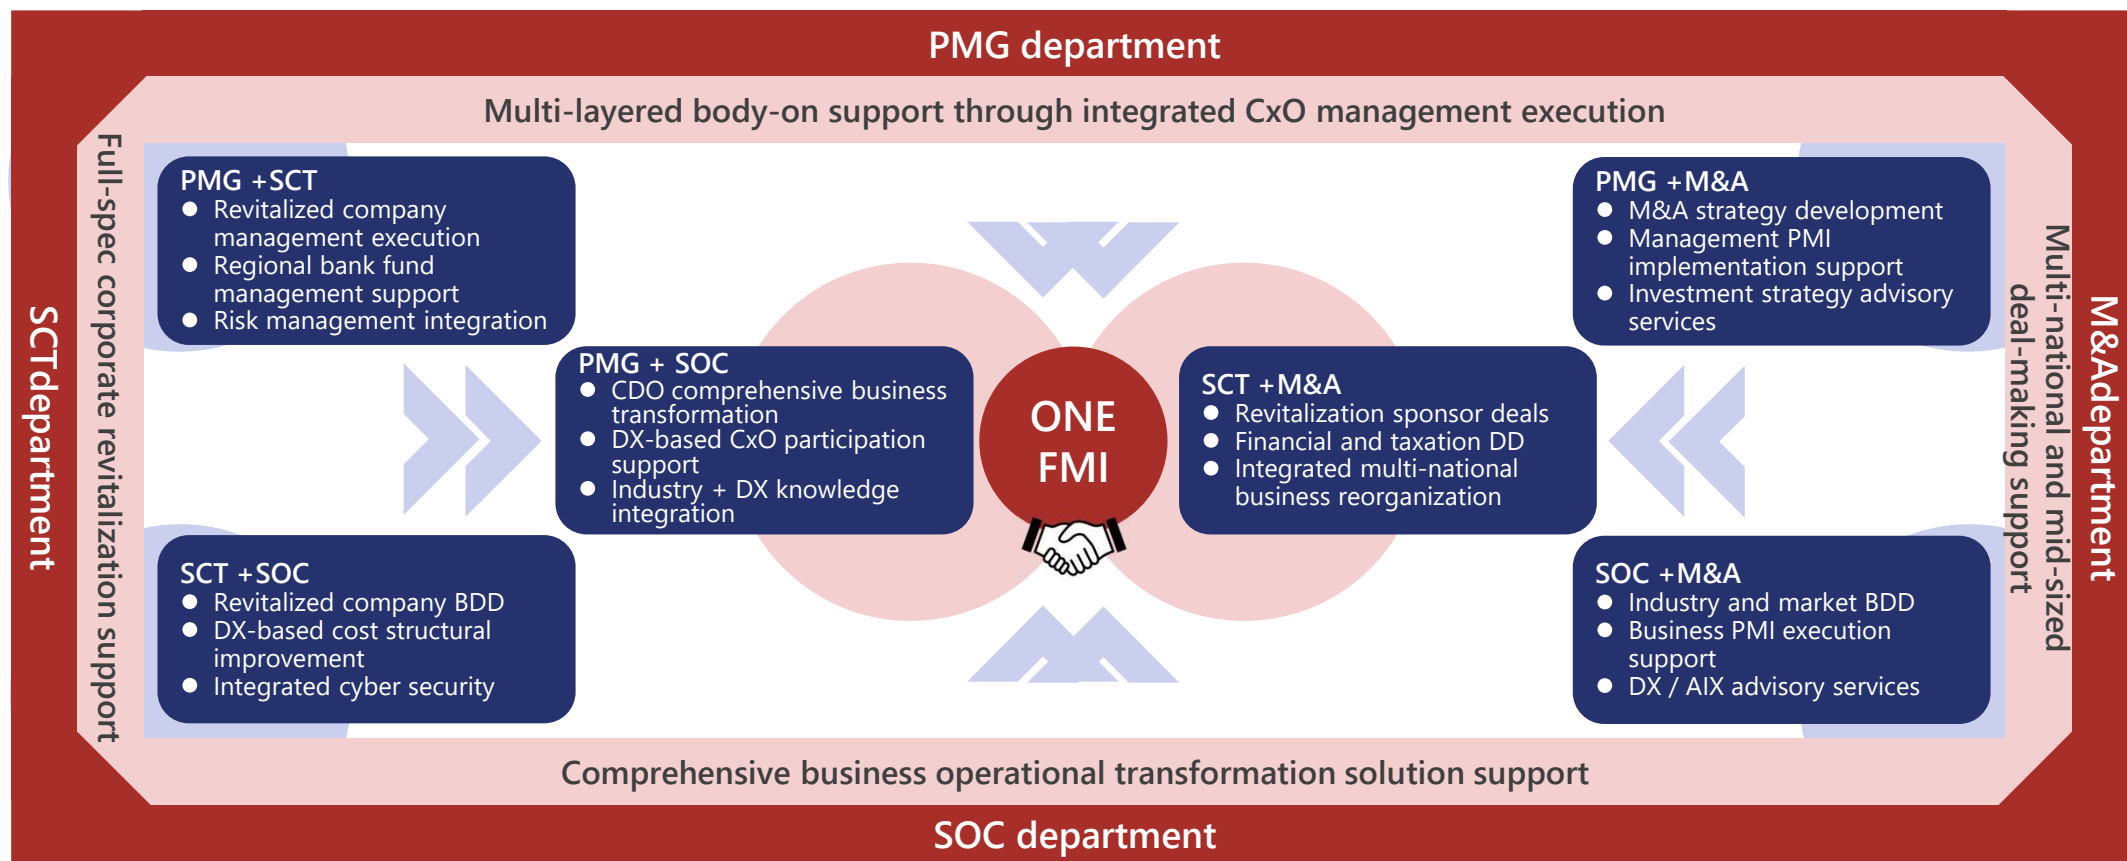 PMG department
Multi-layered body-on support through integrated CxO management execution
SCTdepartment
Full-spec corporate revitalization support
PMG +SCT
● Revitalized company
management execution
● Regional bank fund
management support
● Risk management integration
PMG + SOC
● CDO comprehensive business
transformation
● DX-based CxO participation
support
● Industry + DX knowledge
integration
SCT +SOC
● Revitalized company BDD
● DX-based cost structural
improvement
● Integrated cyber security
ONE
FMI
SCT +M&A
● Revitalization sponsor deals
● Financial and taxation DD
● Integrated multi-national
business reorganization
PMG +M&A
● M&A strategy development
● Management PMI
implementation support
● Investment strategy advisory
services
SOC +M&A
● Industry and market BDD
● Business PMI execution
support
● DX / AIX advisory services
Multi-national and mid-sized
deal-making support
M&Adepartment
Comprehensive business operational transformation solution support
SOC department